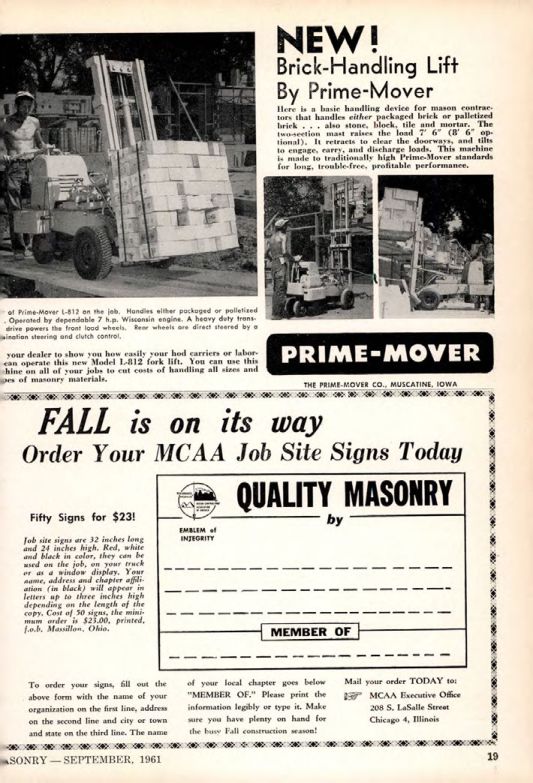 NEW!
Brick-Handling Lift
By Prime-Mover
Here is a basic handling device for mason contrac-
tors that handles either packaged brick or palletized
brick . . . also stone, block, tile and mortar. The
two-section mast raises the load 7' 6" (8' 6" op-
tional). It retracts to clear the doorways, and tilts
to engage, carry, and discharge loads. This machine
is made to traditionally high Prime-Mover standards
for long, trouble-free, profitable performance.
of Prime-Mover L-812 on the job. Handles either packaged or palletized
. Operated by dependable 7 h.p. Wisconsin engine. A heavy duty trans-
drive powers the front load wheels. Rear wheels are direct steered by a
steering and clutch control.
your dealer to show you how easily your hod carriers or labor-
can operate this new Model L-812 fork lift. You can use this
hine on all of your jobs to cut costs of handling all sizes and
pes of masonry materials.
PRIME-MOVER
THE PRIME-MOVER CO., MUSCATINE, IOWA
FALL is on its way
Order Your MCAA Job Site Signs Today
Fifty Signs for $23!
Job site signs are 32 inches long
and 24 inches high. Red, white
and black in color, they can be
used on the job, on your truck
or as a window display. Your
name, address and chapter affili-
ation (in black) will appear in
letters up to three inches high
depending on the length of the
copy. Cost of 50 signs, the mini-
mum order is $23.00, printed,
f.o.b. Massillon, Ohio.
QUALITY MASONRY
by
EMBLEM of
INTEGRITY
MEMBER OF
To order your signs, fill out the
above form with the name of your
organization on the first line, address
on the second line and city or town
and state on the third line. The name
of your local chapter goes below
"MEMBER OF." Please print the
information legibly or type it. Make
sure you have plenty on hand for
the busy Fall construction season!
Mail your order TODAY to:
MCAA Executive Office
208 S. LaSalle Street
Chicago 4, Illinois
ASONRY — SEPTEMBER, 1961
19